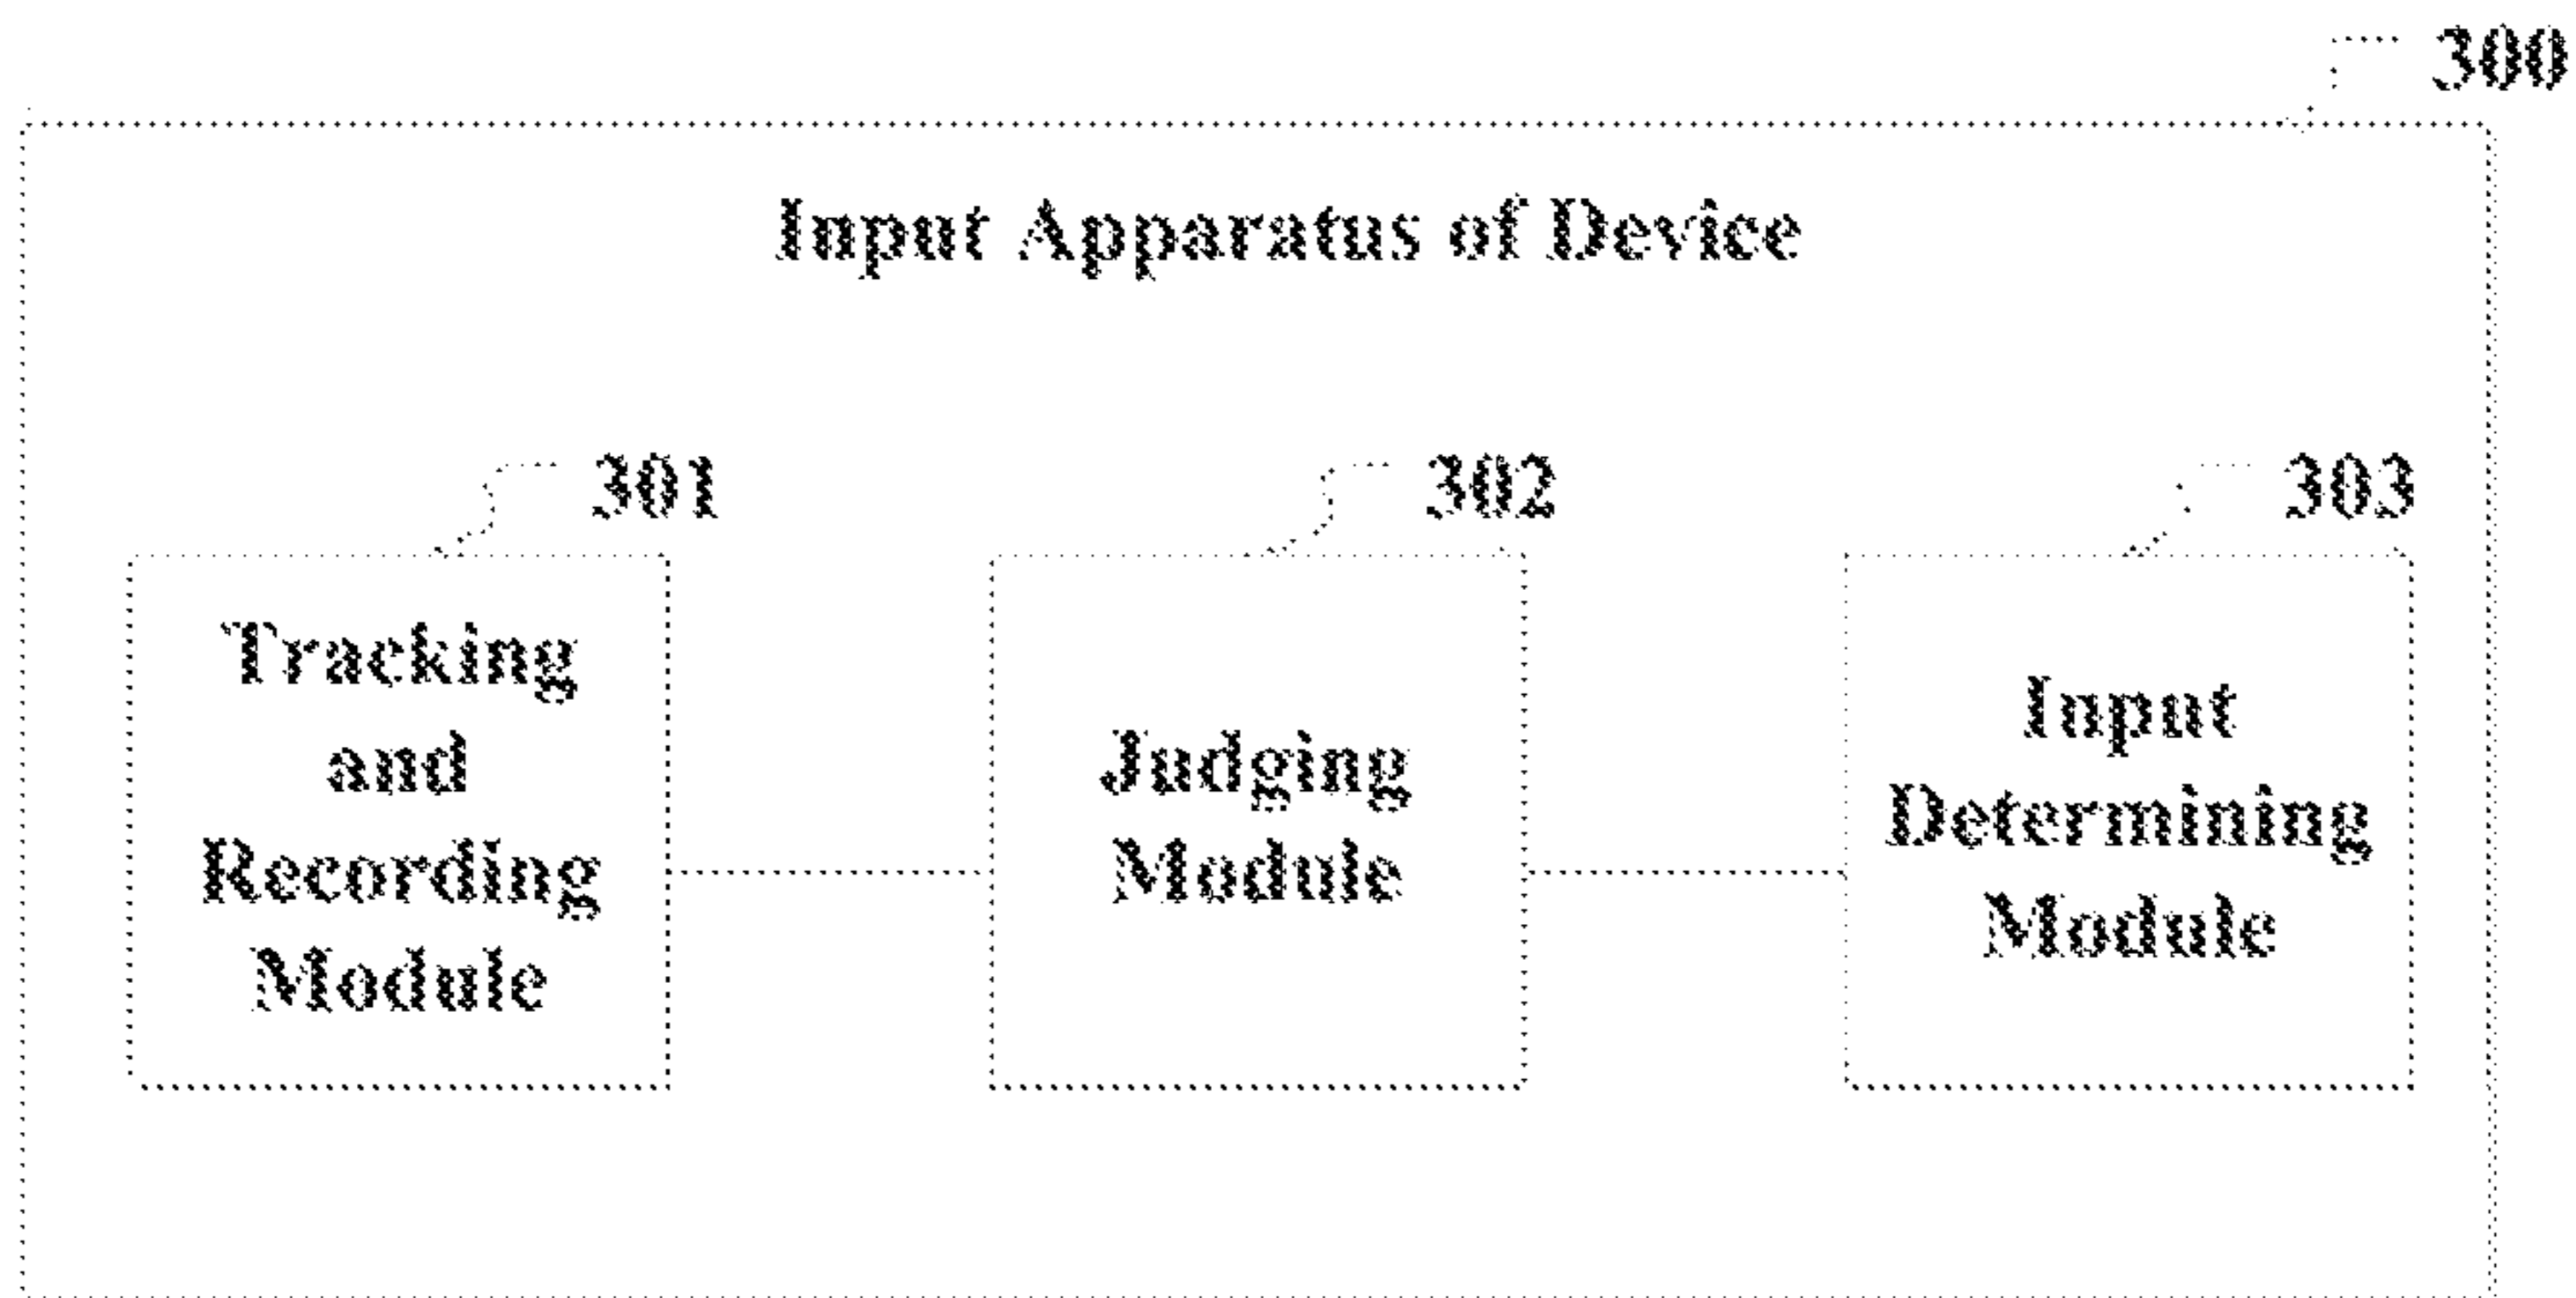 300
Input Apparatus of Device
301
302
303
Tracking
and
Recording
Module
Judging
Module
Input
Determining
Module